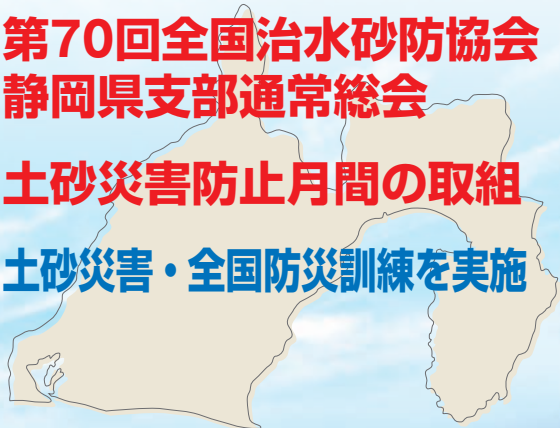 第70回全国治水砂防協会
静岡県支部通常総会
土砂災害防止月間の取組
土砂災害・全国防災訓練を実施